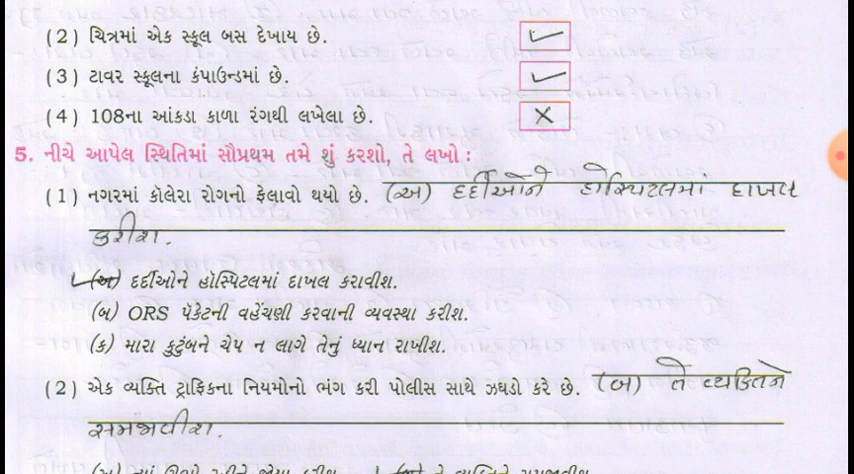 (2) ચિત્રમાં એક સ્કૂલ બસ દેખાય છે. ✓
(3) ટાવર સ્કૂલના કંપાઉન્ડમાં છે. ✓
(4) 108ના આંકડા કાળા રંગથી લખેલા છે. ×
5. નીચે આપેલ સ્થિતિમાં સૌપ્રથમ તમે શું કરશો, તે લખો :
(1) નગરમાં કૉલેરા રોગનો ફેલાવો થયો છે. (અ) દર્દીઓને હોસ્પિટલમાં દાખલ
કરીશ.
✓(અ) દર્દીઓને હોસ્પિટલમાં દાખલ કરાવીશ.
(બ) ORS પૅકેટની વહેંચણી કરવાની વ્યવસ્થા કરીશ.
(ક) મારા કુટુંબને ચેપ ન લાગે તેનું ધ્યાન રાખીશ.
(2) એક વ્યક્તિ ટ્રાફિકના નિયમોનો ભંગ કરી પોલીસ સાથે ઝઘડો કરે છે. (બ) તે વ્યક્તિને
સમજાવીશ.